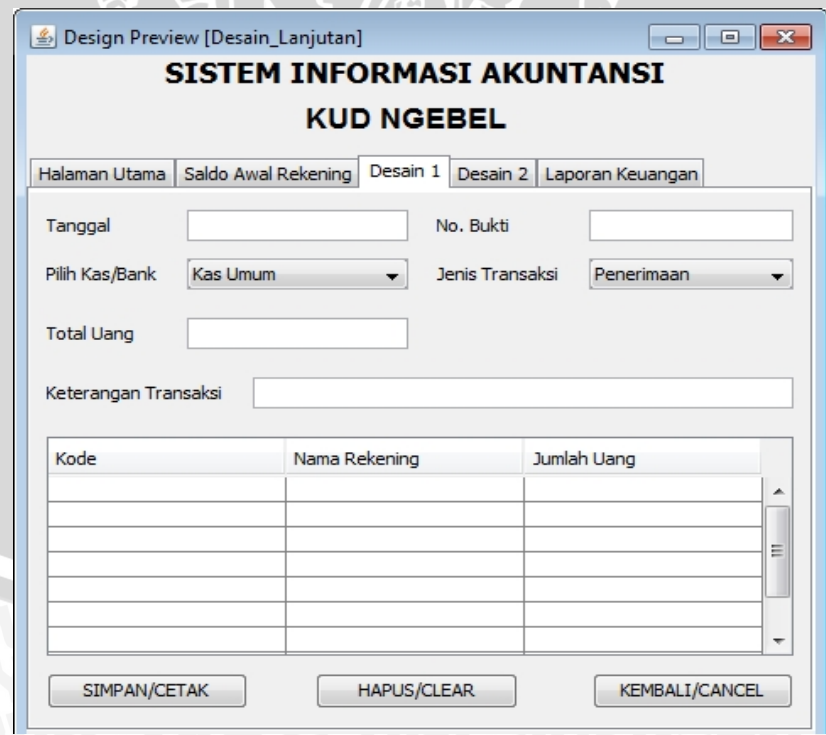 Design Preview [Desain_Lanjutan]
SISTEM INFORMASI AKUNTANSI
KUD NGEBEL
Halaman Utama Saldo Awal Rekening Desain 1 Desain 2 Laporan Keuangan
Tanggal No. Bukti
Pilih Kas/Bank Kas Umum Jenis Transaksi Penerimaan
Total Uang
Keterangan Transaksi
Kode Nama Rekening Jumlah Uang
SIMPAN/CETAK HAPUS/CLEAR KEMBALI/CANCEL